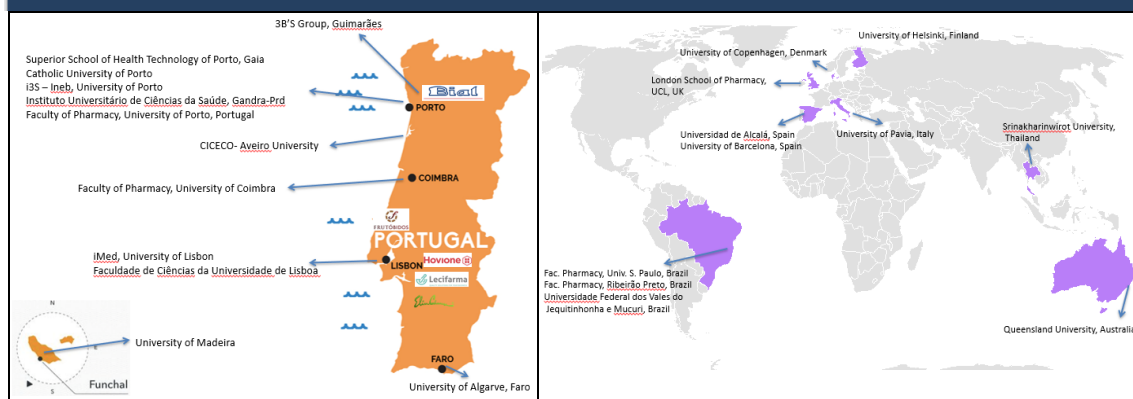 3B'S Group, Guimarães
Superior School of Health Technology of Porto, Gaia
Catholic University of Porto
i3S – Ineb, University of Porto
Instituto Universitário de Ciências da Saúde, Gandra-Prd
Faculty of Pharmacy, University of Porto, Portugal
Bial
PORTO
CICECO- Aveiro University
COIMBRA
Faculty of Pharmacy, University of Coimbra
FRUTÓBIDOS
PORTUGAL
iMed, University of Lisbon
Faculdade de Ciências da Universidade de Lisboa
LISBON
Hovione
Lecifarma
N
E
S
University of Madeira
Funchal
FARO
University of Algarve, Faro
University of Helsinki, Finland
University of Copenhagen, Denmark
London School of Pharmacy,
UCL, UK
Universidad de Alcalá, Spain
University of Barcelona, Spain
University of Pavia, Italy
Srinakharinwirot University,
Thailand
Fac. Pharmacy, Univ. S. Paulo, Brazil
Fac. Pharmacy, Ribeirão Preto, Brazil
Universidade Federal dos Vales do
Jequitinhonha e Mucuri, Brazil
Queensland University, Australia